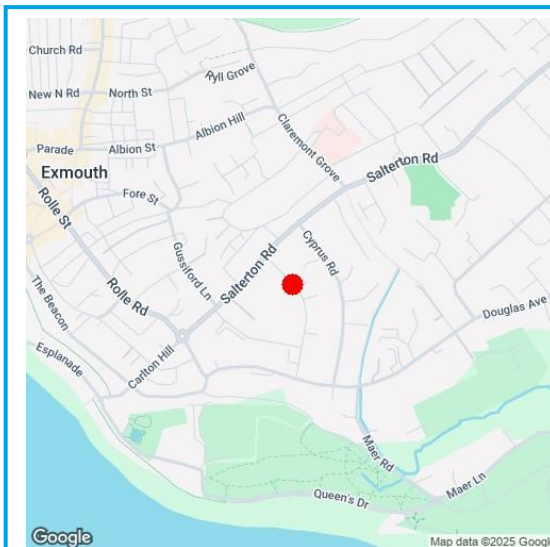 Church Rd
Ryll Grove
New N Rd
North St
Claremont Grove
Albion Hill
Parade
Albion St
Salterton Rd
Exmouth
Fore St
Rolle St
Cyprus Rd
Gussiford Ln
Salterton Rd
The Beacon
Rolle Rd
Douglas Ave
Esplanade
Carlton Hill
Maer Rd
Maer Ln
Queen's Dr
Google
Map data ©2025 Google